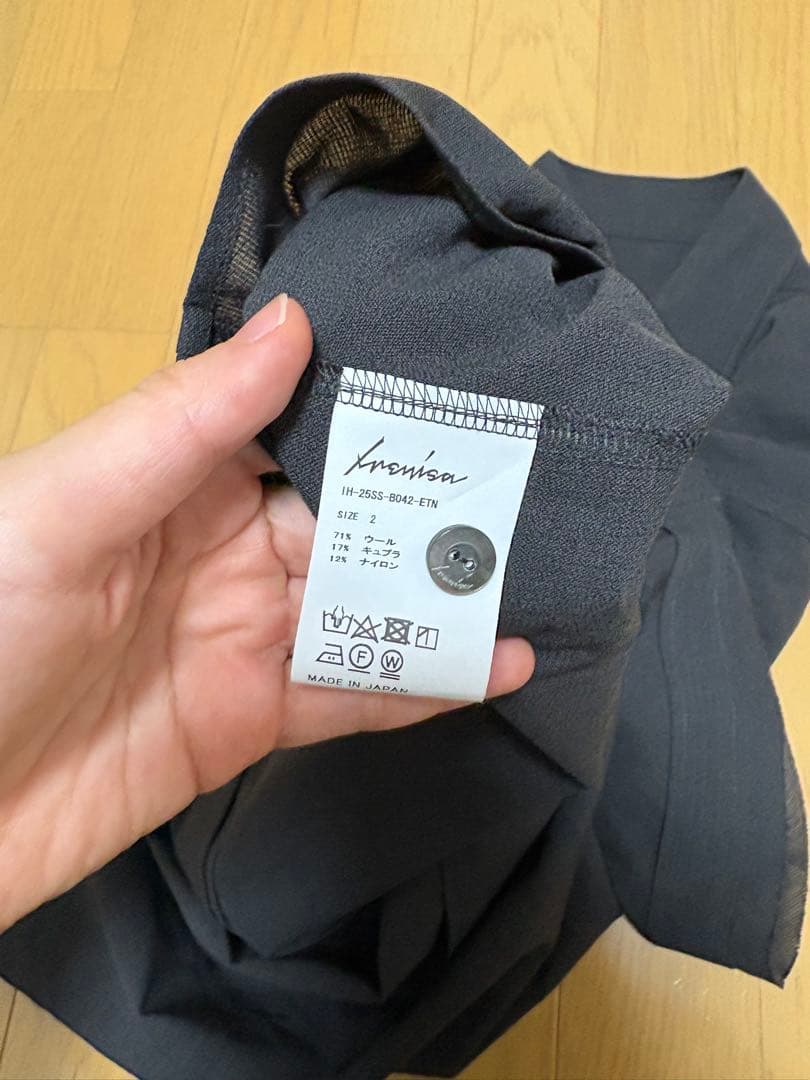 Irenisa
IH-25SS-B042-ETN
SIZE 2
71% ウール
17% キュプラ
12% ナイロン
F W
MADE IN JAPAN